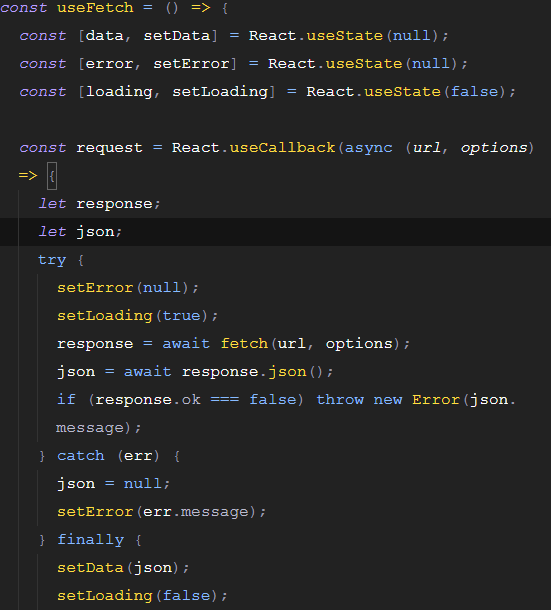 const useFetch = () => {
const [data, setData] = React.useState(null);
const [error, setError] = React.useState(null);
const [loading, setLoading] = React.useState(false);
const request = React.useCallback(async (url, options)
=> {
let response;
let json;
try {
setError(null);
setLoading(true);
response = await fetch(url, options);
json = await response.json();
if (response.ok === false) throw new Error(json.
message);
} catch (err) {
json = null;
setError(err.message);
} finally {
setData(json);
setLoading(false);